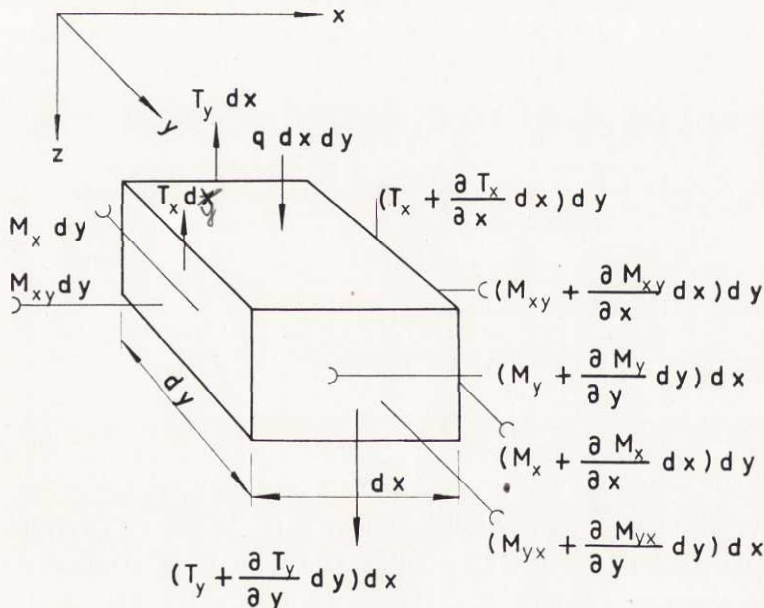 x
y
z
T_y dx
q dx dy
T_x dx y
(T_x + ∂T_x/∂x dx) dy
M_x dy
M_xy dy
(M_xy + ∂M_xy/∂x dx) dy
(M_y + ∂M_y/∂y dy) dx
dy
(M_x + ∂M_x/∂x dx) dy
dx
(M_yx + ∂M_yx/∂y dy) dx
(T_y + ∂T_y/∂y dy) dx